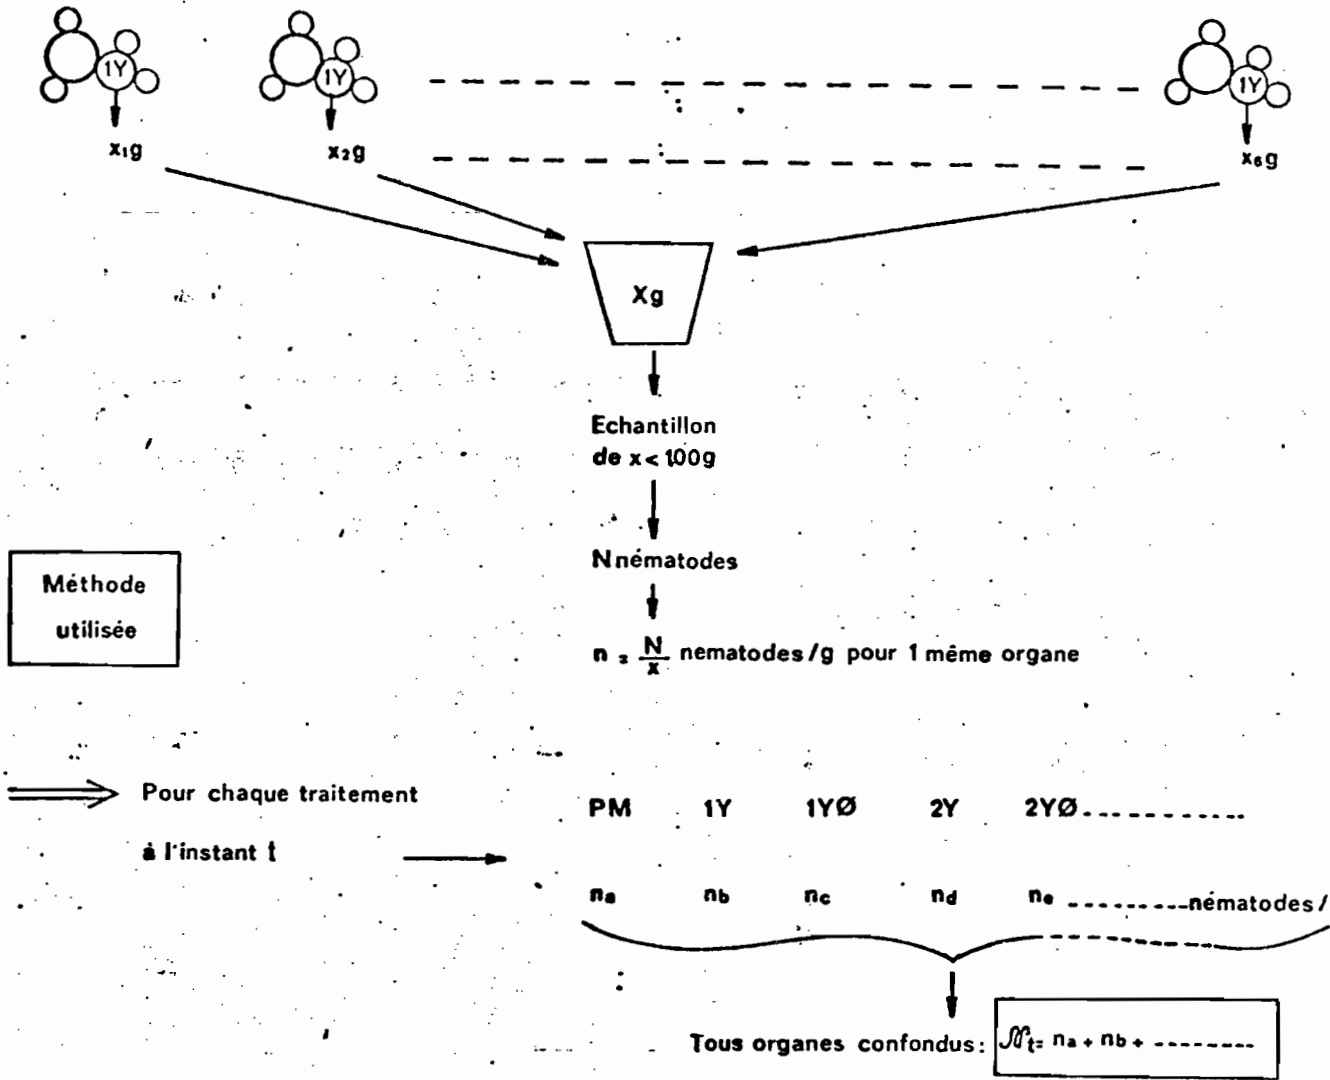 1Y 1Y 1Y
x₁g x₂g x₆g
Xg
Echantillon
de x < 100g
N nématodes
Méthode
utilisée
n = N/x nematodes/g pour 1 même organe
Pour chaque traitement
à l'instant t
PM 1Y 1YØ 2Y 2YØ
na nb nc nd ne nématodes/
Tous organes confondus: 𝒩t = na + nb +